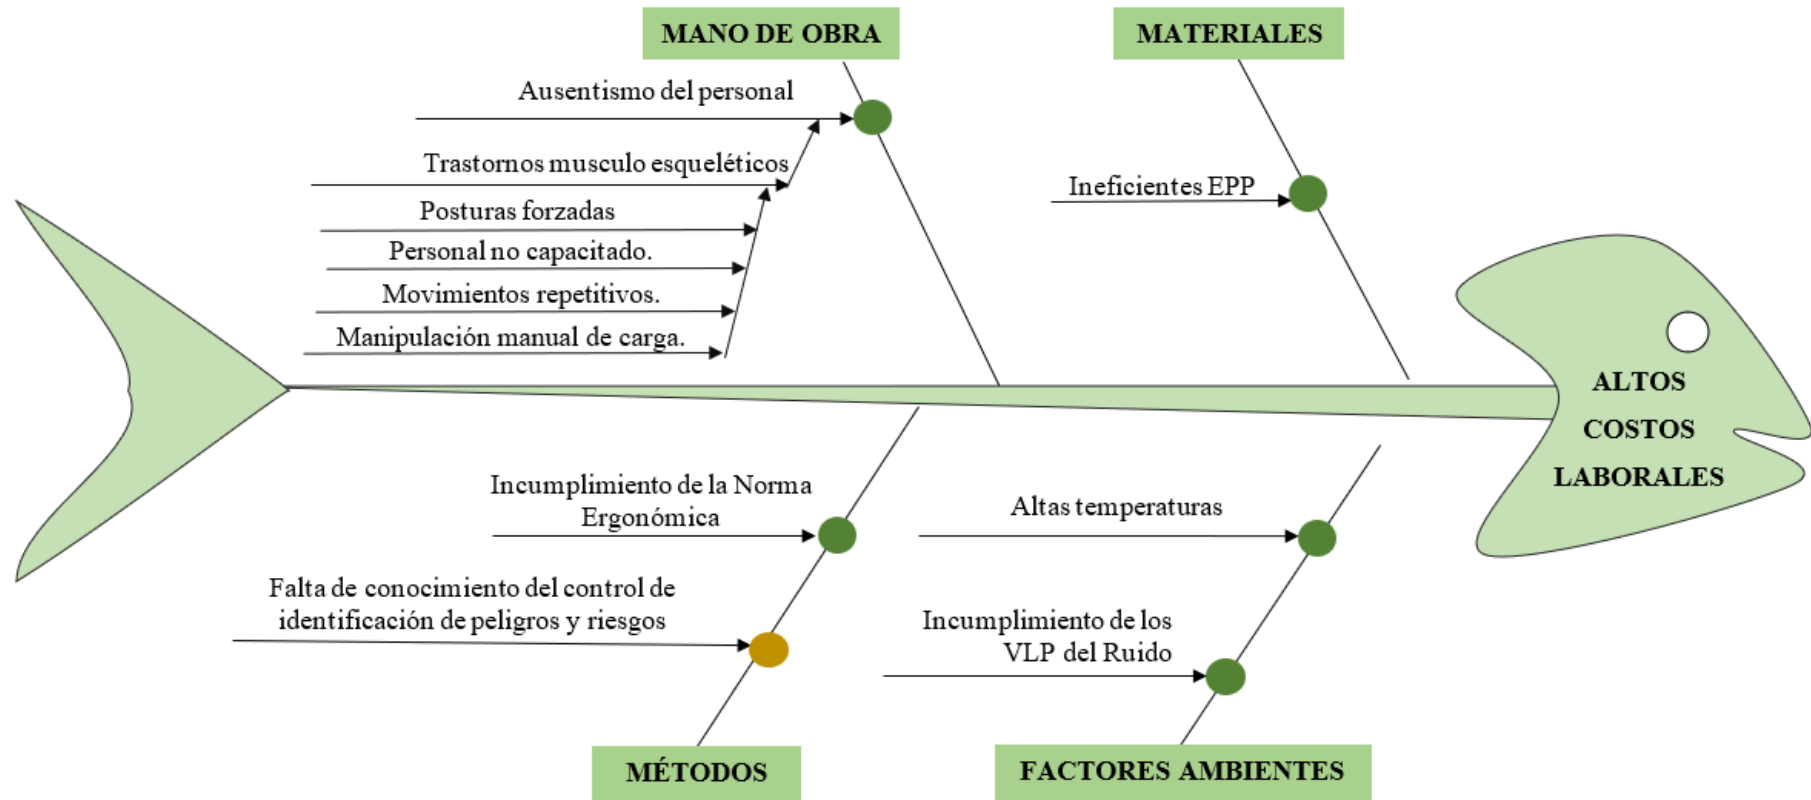 MANO DE OBRA
MATERIALES
Ausentismo del personal
Trastornos musculo esqueléticos
Posturas forzadas
Personal no capacitado.
Movimientos repetitivos.
Manipulación manual de carga.
Ineficientes EPP
ALTOS
COSTOS
LABORALES
Incumplimiento de la Norma
Ergonómica
Falta de conocimiento del control de
identificación de peligros y riesgos
Altas temperaturas
Incumplimiento de los
VLP del Ruido
MÉTODOS
FACTORES AMBIENTES